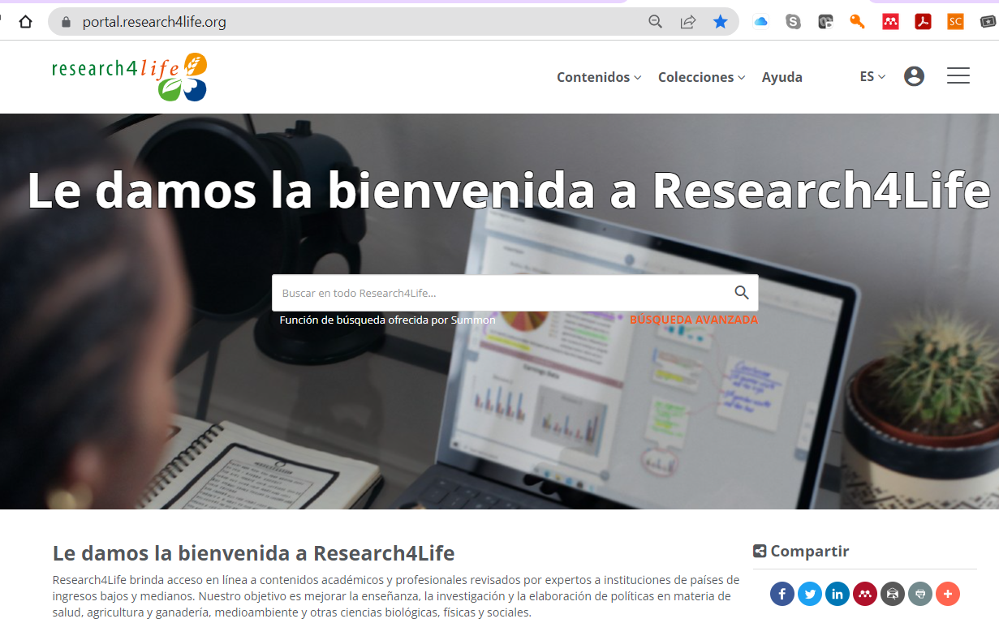 portal.research4life.org
SC
research4life
Contenidos Colecciones Ayuda ES
Le damos la bienvenida a Research4Life
Buscar en todo Research4Life...
Función de búsqueda ofrecida por Summon
BÚSQUEDA AVANZADA
Le damos la bienvenida a Research4Life
Research4Life brinda acceso en línea a contenidos académicos y profesionales revisados por expertos a instituciones de países de
ingresos bajos y medianos. Nuestro objetivo es mejorar la enseñanza, la investigación y la elaboración de políticas en materia de
salud, agricultura y ganadería, medioambiente y otras ciencias biológicas, físicas y sociales.
Compartir